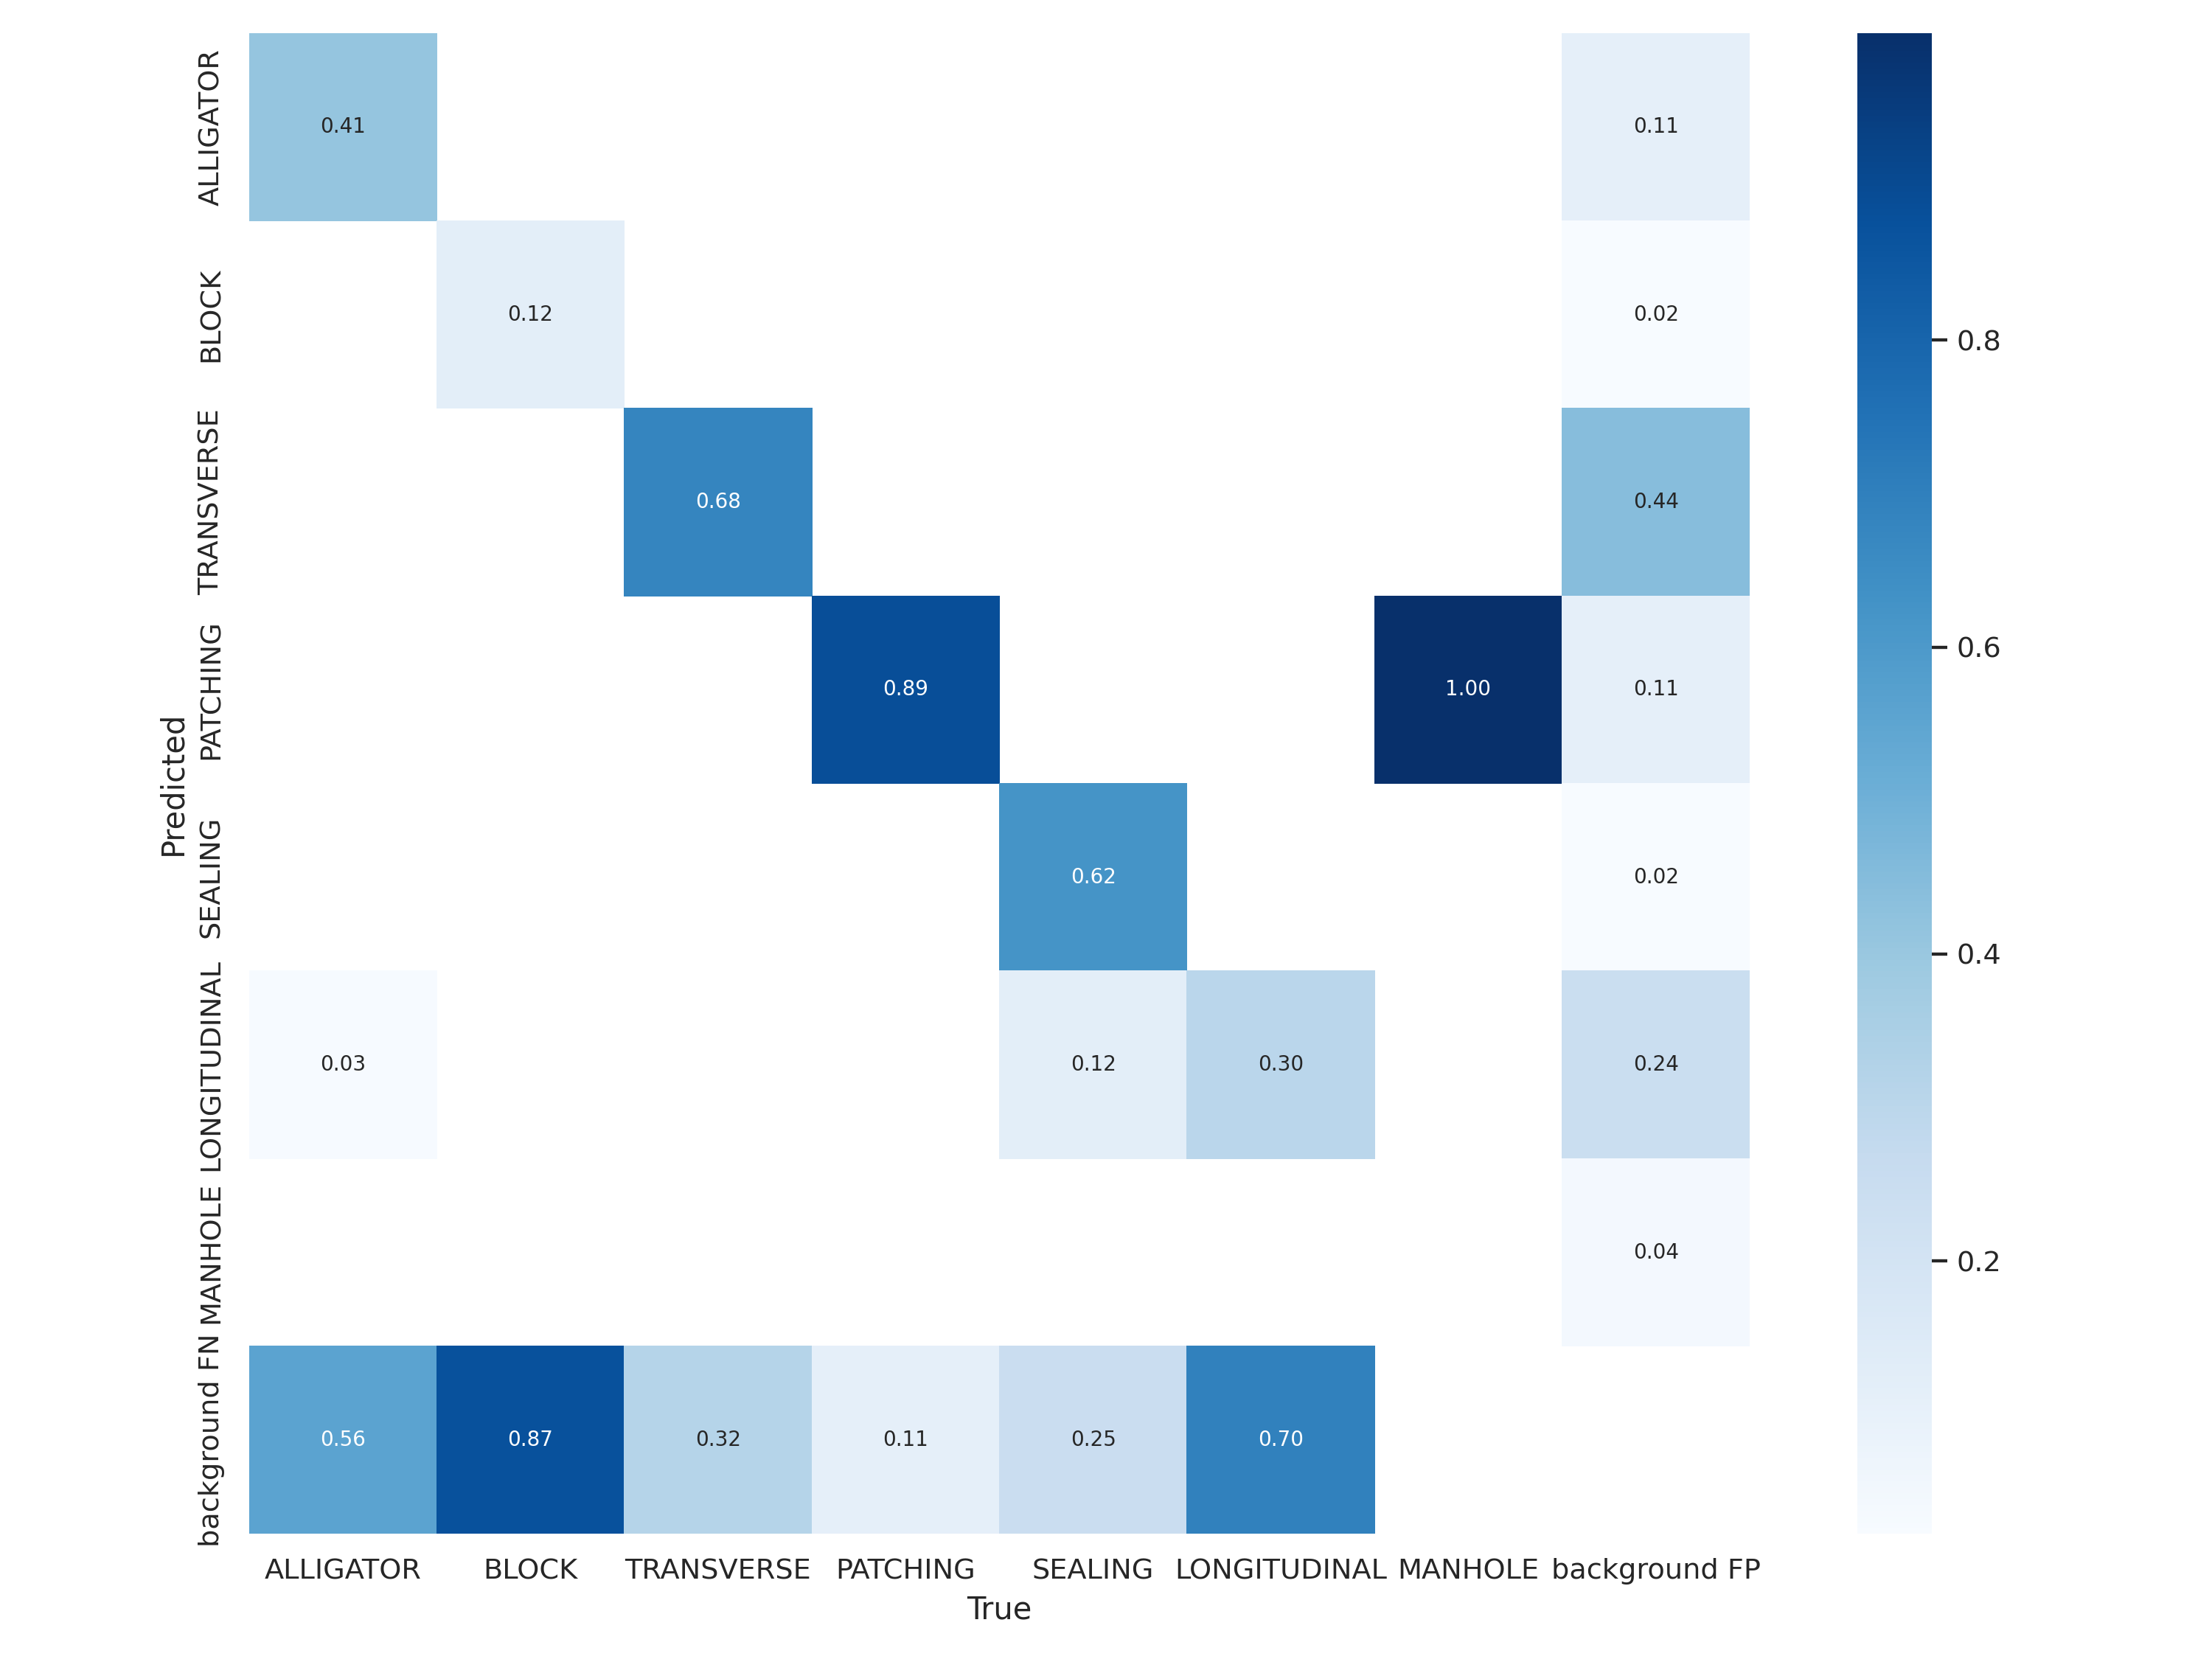 Predicted
ALLIGATOR
0.41
0.11
BLOCK
0.12
0.02
TRANSVERSE
0.68
0.44
PATCHING
0.89
1.00
0.11
SEALING
0.62
0.02
LONGITUDINAL
0.03
0.12
0.30
0.24
MANHOLE
0.04
background FN
0.56
0.87
0.32
0.11
0.25
0.70
ALLIGATOR
BLOCK
TRANSVERSE
PATCHING
SEALING
LONGITUDINAL
MANHOLE
background FP
True
0.8
0.6
0.4
0.2